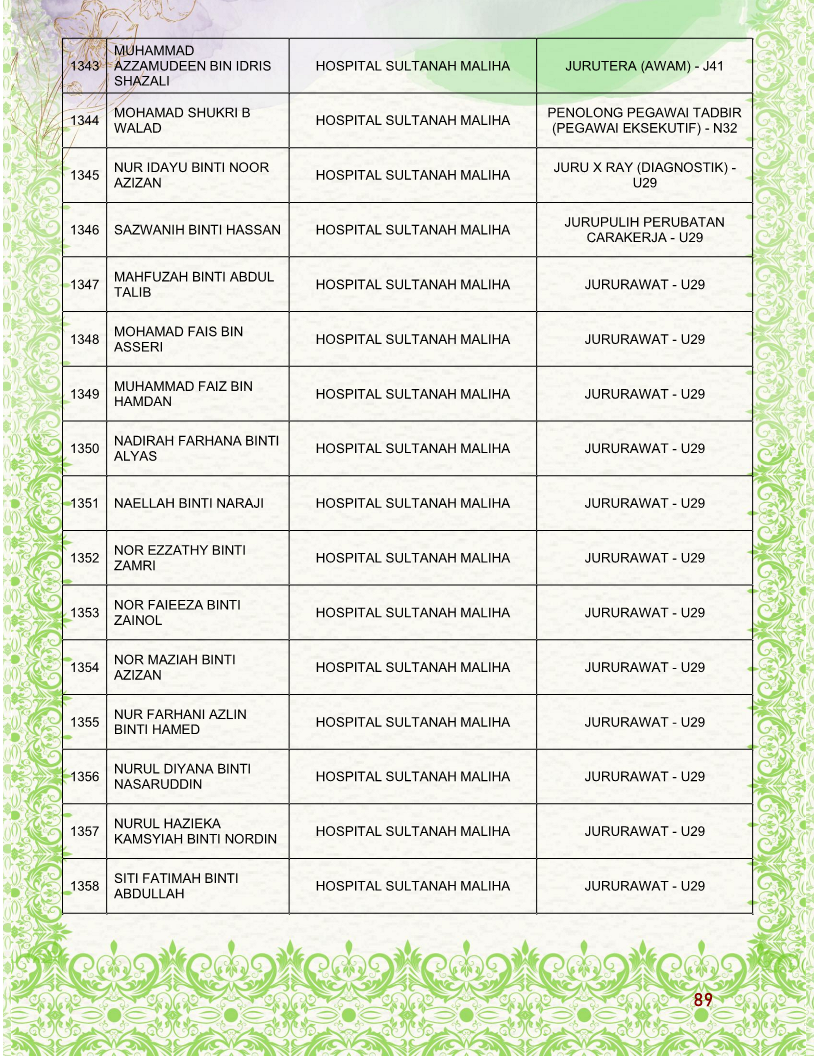 1343
MUHAMMAD
AZZAMUDEEN BIN IDRIS
SHAZALI
HOSPITAL SULTANAH MALIHA
JURUTERA (AWAM) - J41
1344
MOHAMAD SHUKRI B
WALAD
HOSPITAL SULTANAH MALIHA
PENOLONG PEGAWAI TADBIR
(PEGAWAI EKSEKUTIF) - N32
1345
NUR IDAYU BINTI NOOR
AZIZAN
HOSPITAL SULTANAH MALIHA
JURU X RAY (DIAGNOSTIK) -
U29
1346
SAZWANIH BINTI HASSAN
HOSPITAL SULTANAH MALIHA
JURUPULIH PERUBATAN
CARAKERJA - U29
1347
MAHFUZAH BINTI ABDUL
TALIB
HOSPITAL SULTANAH MALIHA
JURURAWAT - U29
1348
MOHAMAD FAIS BIN
ASSERI
HOSPITAL SULTANAH MALIHA
JURURAWAT - U29
1349
MUHAMMAD FAIZ BIN
HAMDAN
HOSPITAL SULTANAH MALIHA
JURURAWAT - U29
1350
NADIRAH FARHANA BINTI
ALYAS
HOSPITAL SULTANAH MALIHA
JURURAWAT - U29
1351
NAELLAH BINTI NARAJI
HOSPITAL SULTANAH MALIHA
JURURAWAT - U29
1352
NOR EZZATHY BINTI
ZAMRI
HOSPITAL SULTANAH MALIHA
JURURAWAT - U29
1353
NOR FAIEEZA BINTI
ZAINOL
HOSPITAL SULTANAH MALIHA
JURURAWAT - U29
1354
NOR MAZIAH BINTI
AZIZAN
HOSPITAL SULTANAH MALIHA
JURURAWAT - U29
1355
NUR FARHANI AZLIN
BINTI HAMED
HOSPITAL SULTANAH MALIHA
JURURAWAT - U29
1356
NURUL DIYANA BINTI
NASARUDDIN
HOSPITAL SULTANAH MALIHA
JURURAWAT - U29
1357
NURUL HAZIEKA
KAMSYIAH BINTI NORDIN
HOSPITAL SULTANAH MALIHA
JURURAWAT - U29
1358
SITI FATIMAH BINTI
ABDULLAH
HOSPITAL SULTANAH MALIHA
JURURAWAT - U29
89